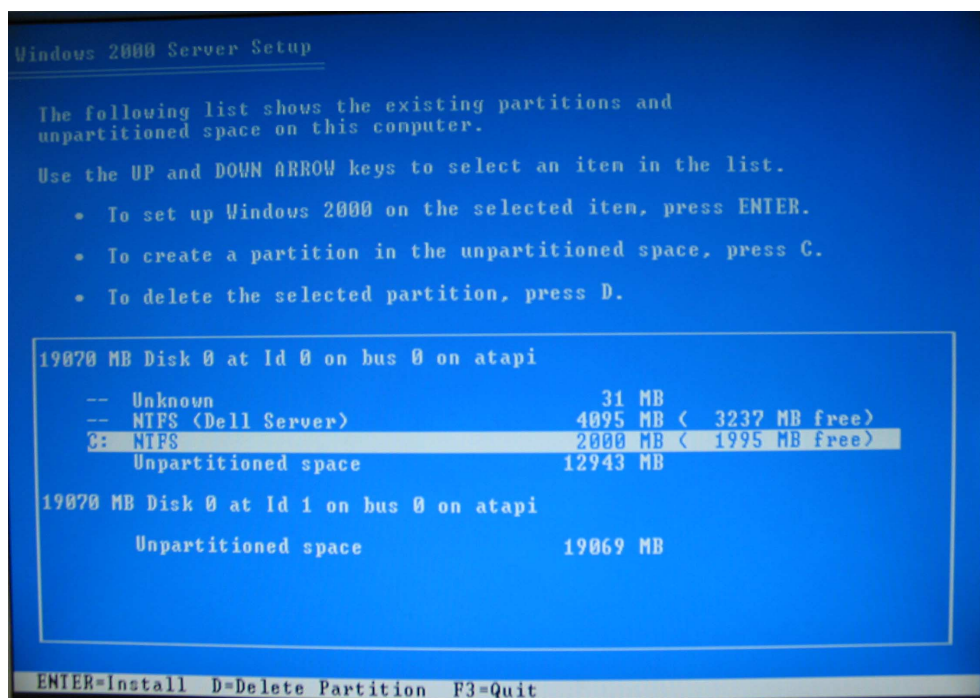 Windows 2000 Server Setup
The following list shows the existing partitions and
unpartitioned space on this computer.
Use the UP and DOWN ARROW keys to select an item in the list.
• To set up Windows 2000 on the selected item, press ENTER.
• To create a partition in the unpartitioned space, press C.
• To delete the selected partition, press D.
19070 MB Disk 0 at Id 0 on bus 0 on atapi
-- Unknown 31 MB
-- NTFS (Dell Server) 4095 MB ( 3237 MB free)
C: NTFS 2000 MB ( 1995 MB free)
Unpartitioned space 12943 MB
19070 MB Disk 0 at Id 1 on bus 0 on atapi
Unpartitioned space 19069 MB
ENTER=Install D=Delete Partition F3=Quit